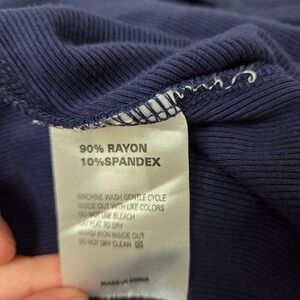 90% RAYON
10%SPANDEX
MACHINE WASH GENTLE CYCLE
INSIDE OUT WITH LIKE COLORS
DO NOT USE BLEACH
DRY FLAT TO DRY
WARM IRON INSIDE OUT
DO NOT DRY CLEAN
MADE IN CHINA